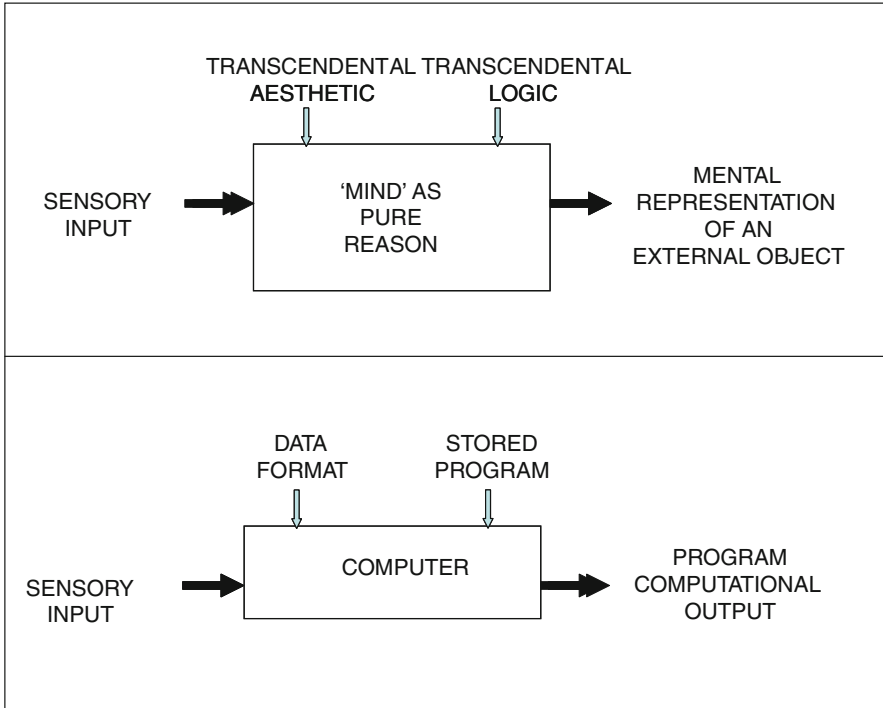 TRANSCENDENTAL TRANSCENDENTAL
AESTHETIC LOGIC
SENSORY
INPUT
‘MIND’ AS
PURE
REASON
MENTAL
REPRESENTATION
OF AN
EXTERNAL OBJECT
DATA
FORMAT
STORED
PROGRAM
SENSORY
INPUT
COMPUTER
PROGRAM
COMPUTATIONAL
OUTPUT